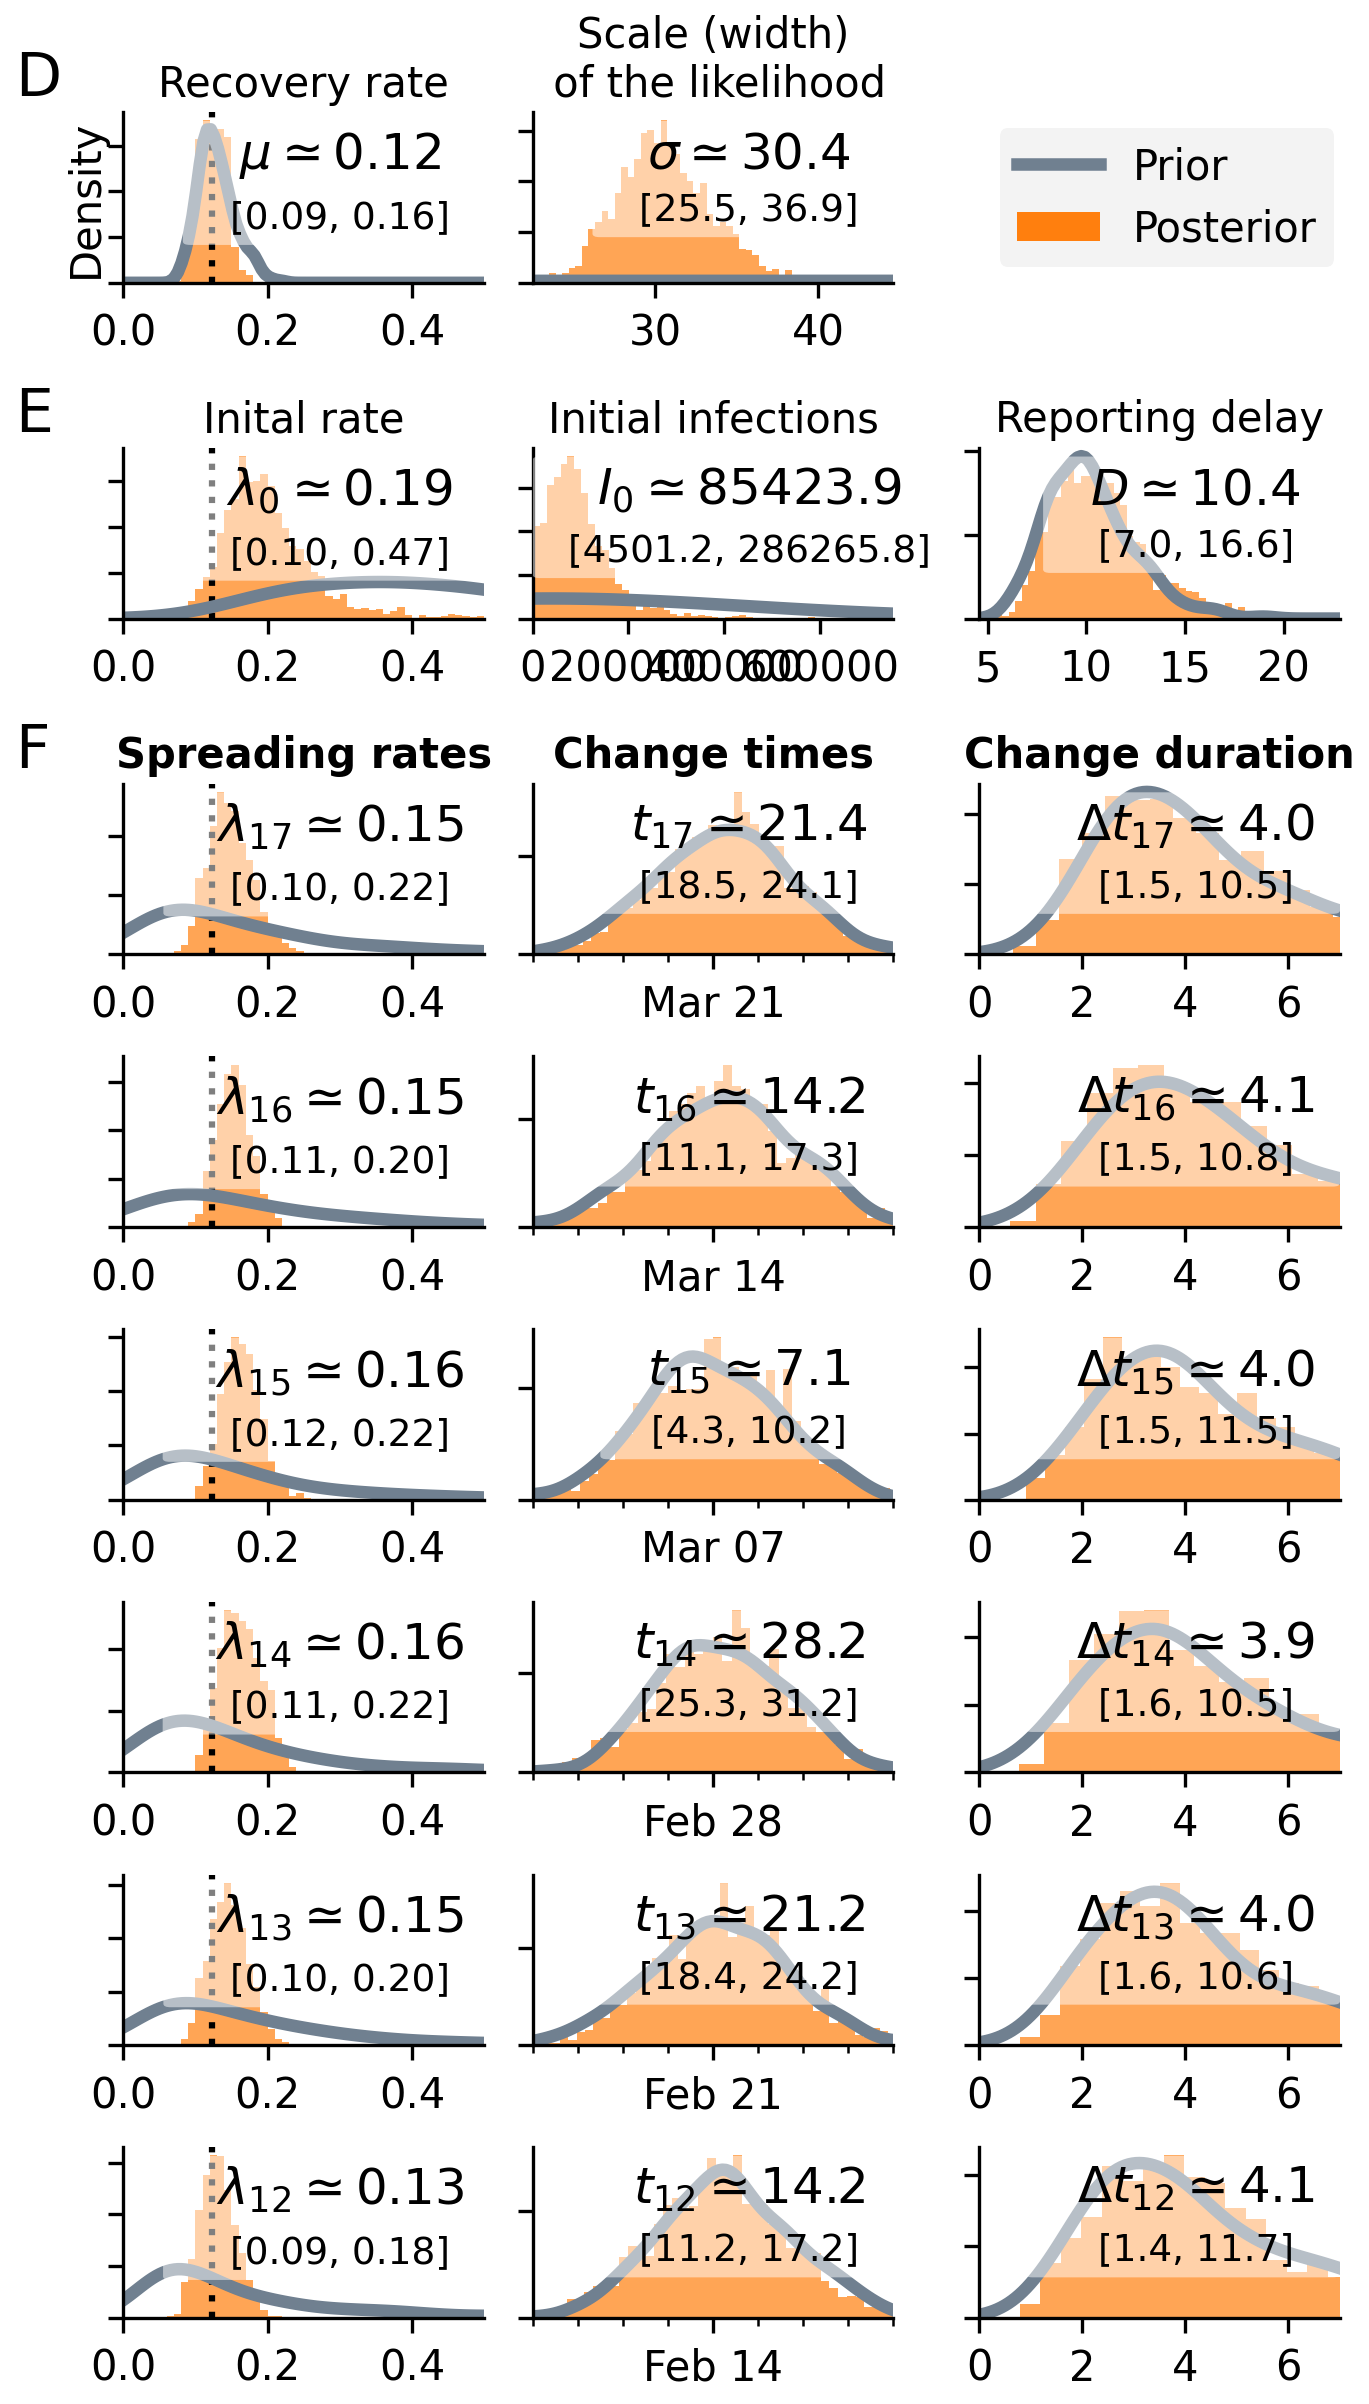 D
Recovery rate
Scale (width)
of the likelihood
Density
μ ≃ 0.12
[0.09, 0.16]
σ ≃ 30.4
[25.5, 36.9]
Prior
Posterior
0.0 0.2 0.4
30 40
E
Inital rate
Initial infections
Reporting delay
λ0 ≃ 0.19
[0.10, 0.47]
I0 ≃ 85423.9
[4501.2, 286265.8]
D ≃ 10.4
[7.0, 16.6]
0.0 0.2 0.4
0 200000 400000 600000
5 10 15 20
F
Spreading rates
Change times
Change duration
λ17 ≃ 0.15
[0.10, 0.22]
t17 ≃ 21.4
[18.5, 24.1]
Δt17 ≃ 4.0
[1.5, 10.5]
0.0 0.2 0.4
Mar 21
0 2 4 6
λ16 ≃ 0.15
[0.11, 0.20]
t16 ≃ 14.2
[11.1, 17.3]
Δt16 ≃ 4.1
[1.5, 10.8]
0.0 0.2 0.4
Mar 14
0 2 4 6
λ15 ≃ 0.16
[0.12, 0.22]
t15 ≃ 7.1
[4.3, 10.2]
Δt15 ≃ 4.0
[1.5, 11.5]
0.0 0.2 0.4
Mar 07
0 2 4 6
λ14 ≃ 0.16
[0.11, 0.22]
t14 ≃ 28.2
[25.3, 31.2]
Δt14 ≃ 3.9
[1.6, 10.5]
0.0 0.2 0.4
Feb 28
0 2 4 6
λ13 ≃ 0.15
[0.10, 0.20]
t13 ≃ 21.2
[18.4, 24.2]
Δt13 ≃ 4.0
[1.6, 10.6]
0.0 0.2 0.4
Feb 21
0 2 4 6
λ12 ≃ 0.13
[0.09, 0.18]
t12 ≃ 14.2
[11.2, 17.2]
Δt12 ≃ 4.1
[1.4, 11.7]
0.0 0.2 0.4
Feb 14
0 2 4 6